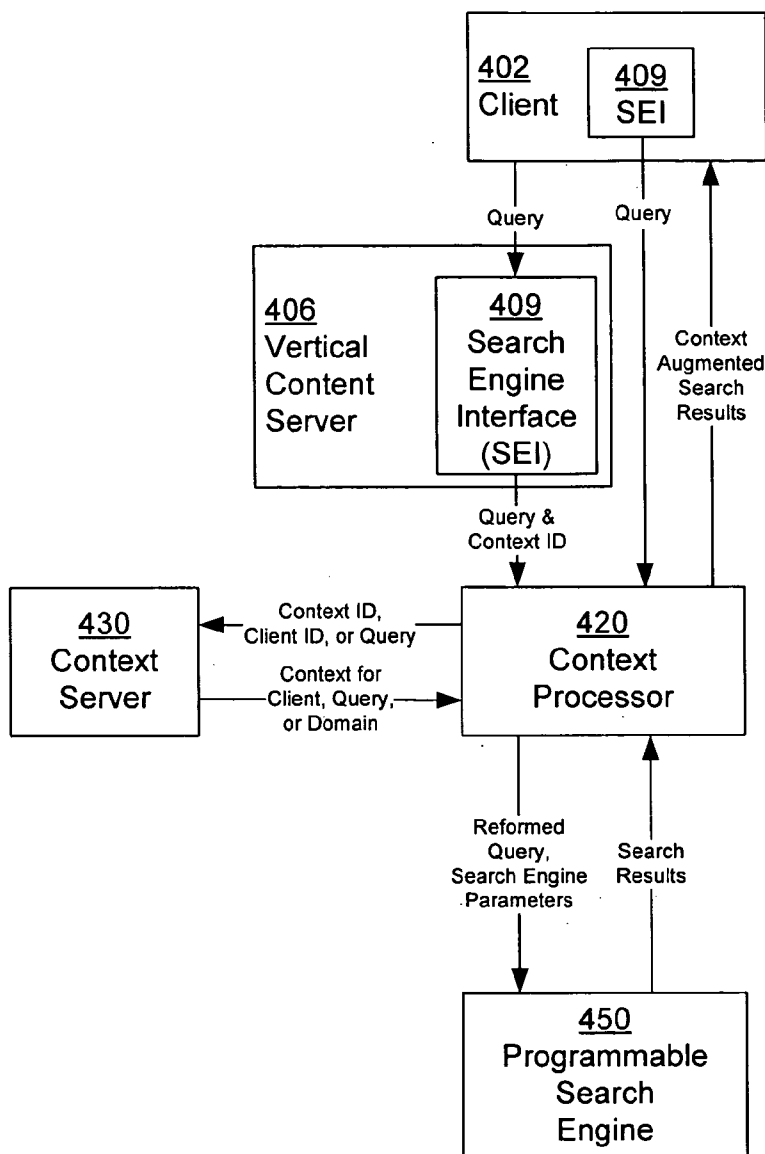 402
Client
409
SEI
Query
Query
406
Vertical
Content
Server
409
Search
Engine
Interface
(SEI)
Context
Augmented
Search
Results
Query &
Context ID
430
Context
Server
Context ID,
Client ID, or Query
Context for
Client, Query,
or Domain
420
Context
Processor
Reformed
Query,
Search Engine
Parameters
Search
Results
450
Programmable
Search
Engine